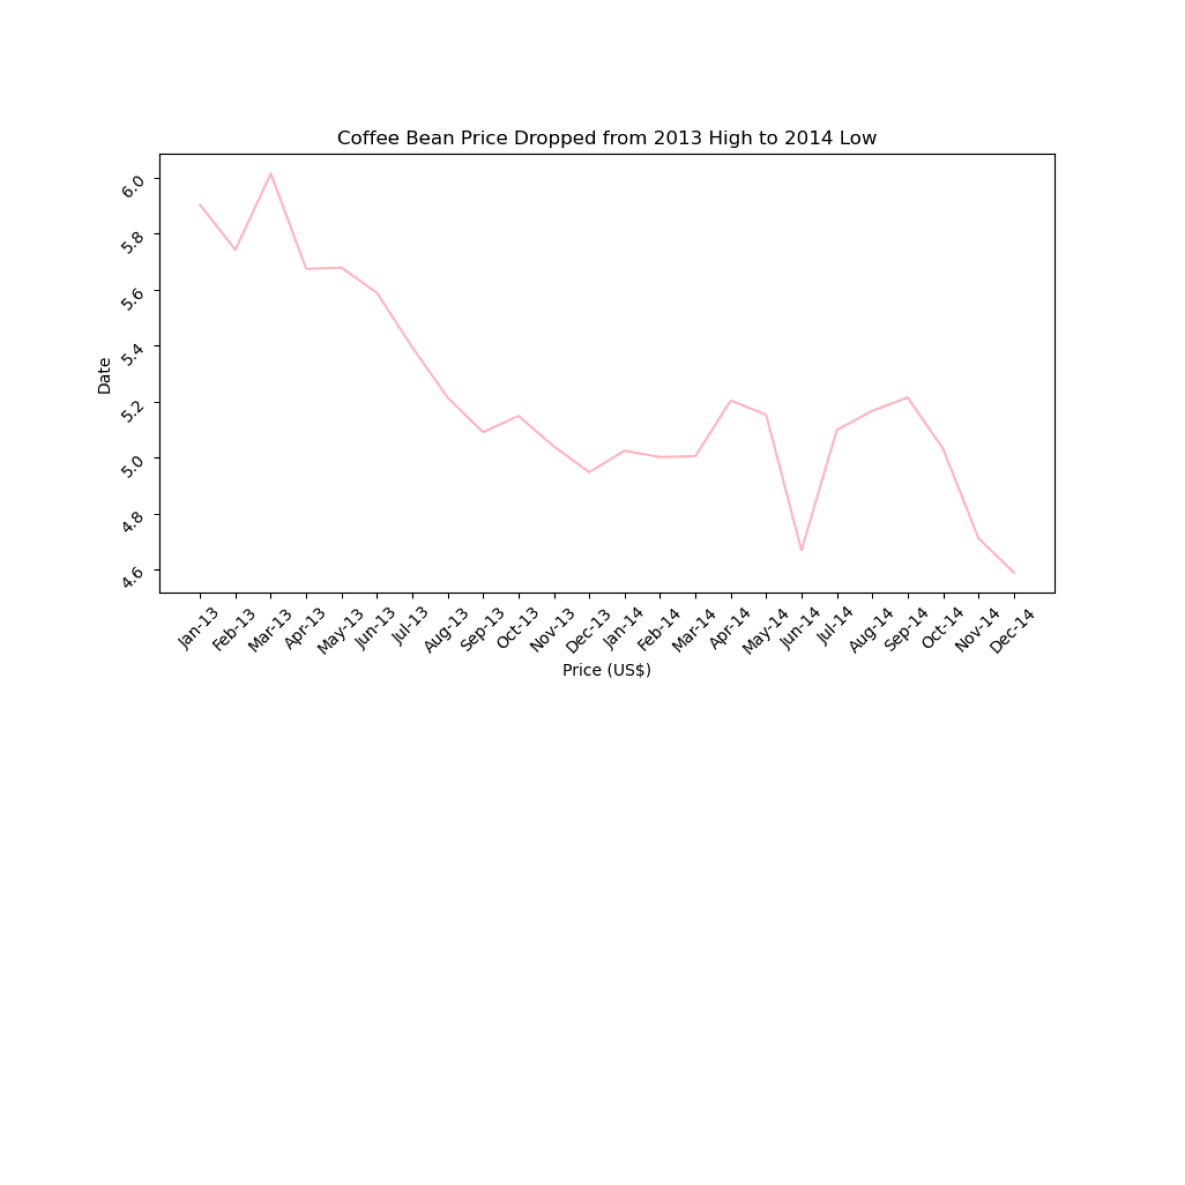 Coffee Bean Price Dropped from 2013 High to 2014 Low
Date
6.0
5.8
5.6
5.4
5.2
5.0
4.8
4.6
Jan-13
Feb-13
Mar-13
Apr-13
May-13
Jun-13
Jul-13
Aug-13
Sep-13
Oct-13
Nov-13
Dec-13
Jan-14
Feb-14
Mar-14
Apr-14
May-14
Jun-14
Jul-14
Aug-14
Sep-14
Oct-14
Nov-14
Dec-14
Price (US$)